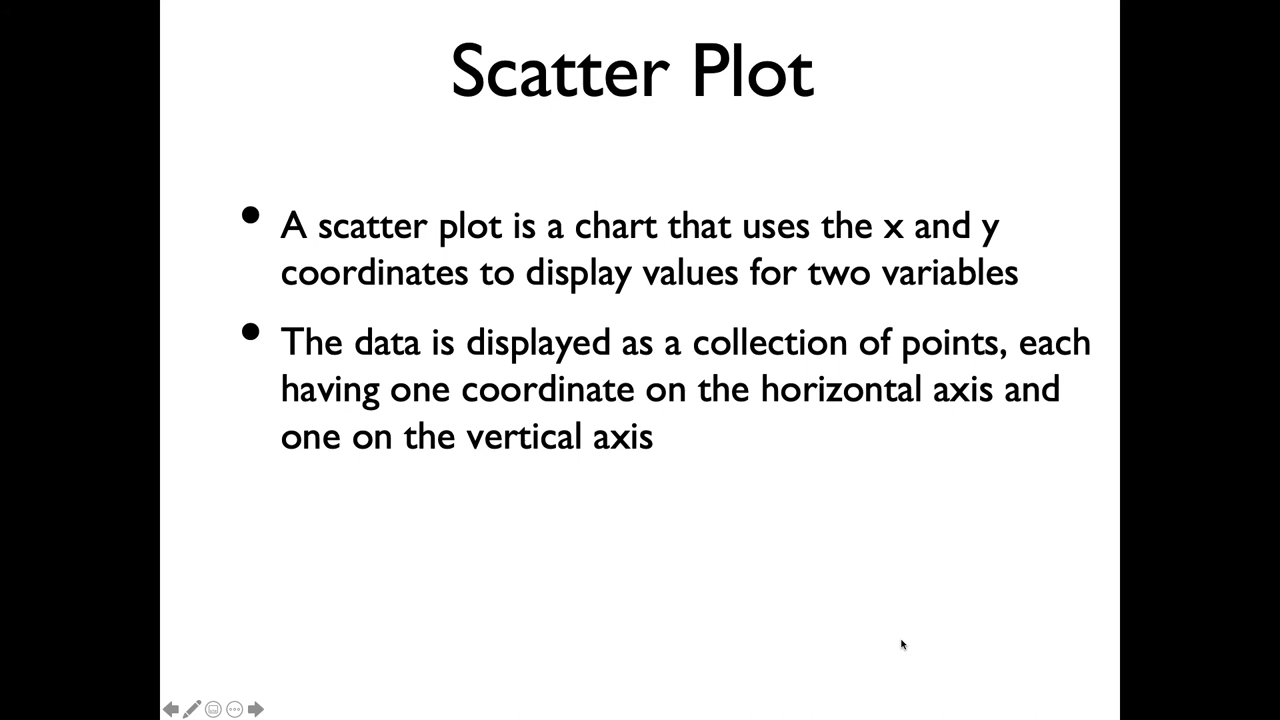 Scatter Plot
• A scatter plot is a chart that uses the x and y
coordinates to display values for two variables
• The data is displayed as a collection of points, each
having one coordinate on the horizontal axis and
one on the vertical axis